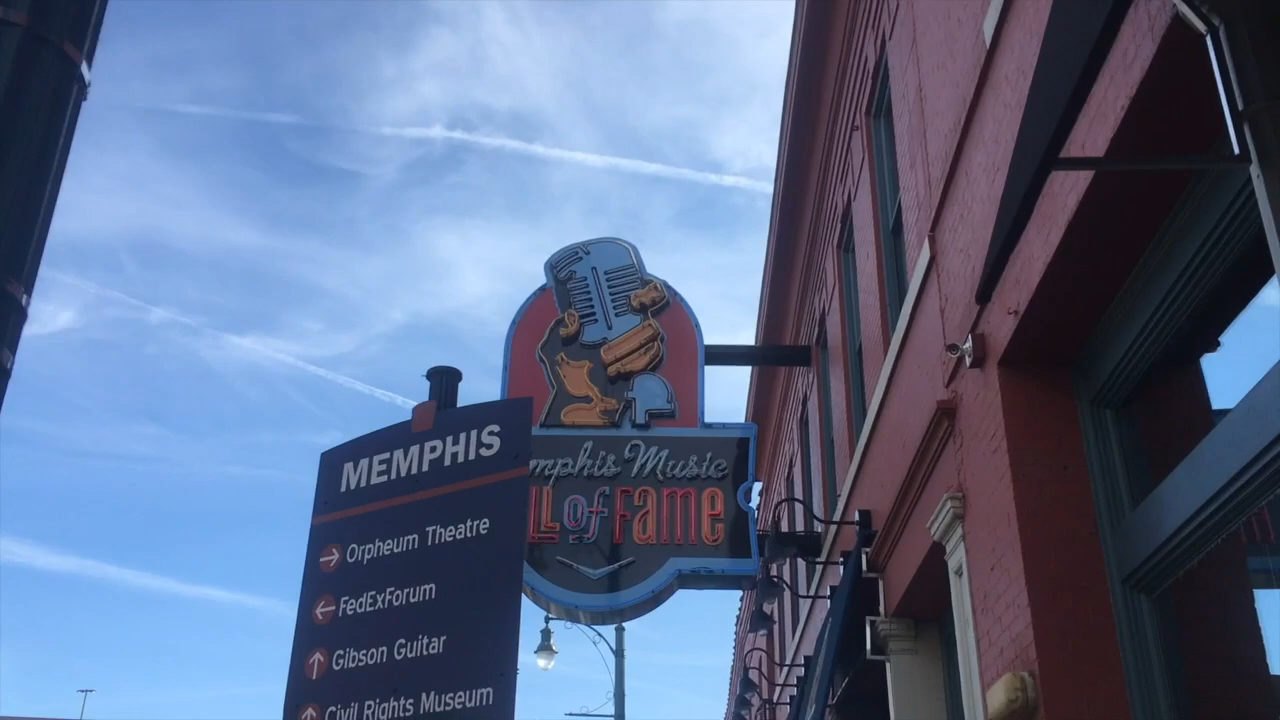 MEMPHIS
Orpheum Theatre
FedExForum
Gibson Guitar
Civil Rights Museum
mphis Music
LL of Fame